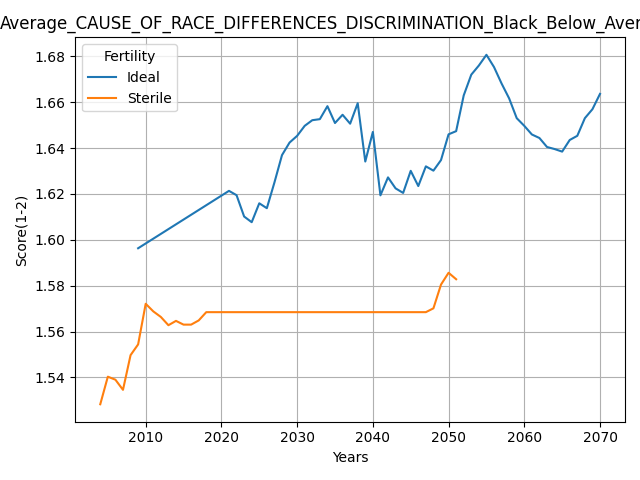 Average_CAUSE_OF_RACE_DIFFERENCES_DISCRIMINATION_Black_Below_Aver
Fertility
Ideal
Sterile
Score(1-2)
1.68
1.66
1.64
1.62
1.60
1.58
1.56
1.54
2010 2020 2030 2040 2050 2060 2070
Years